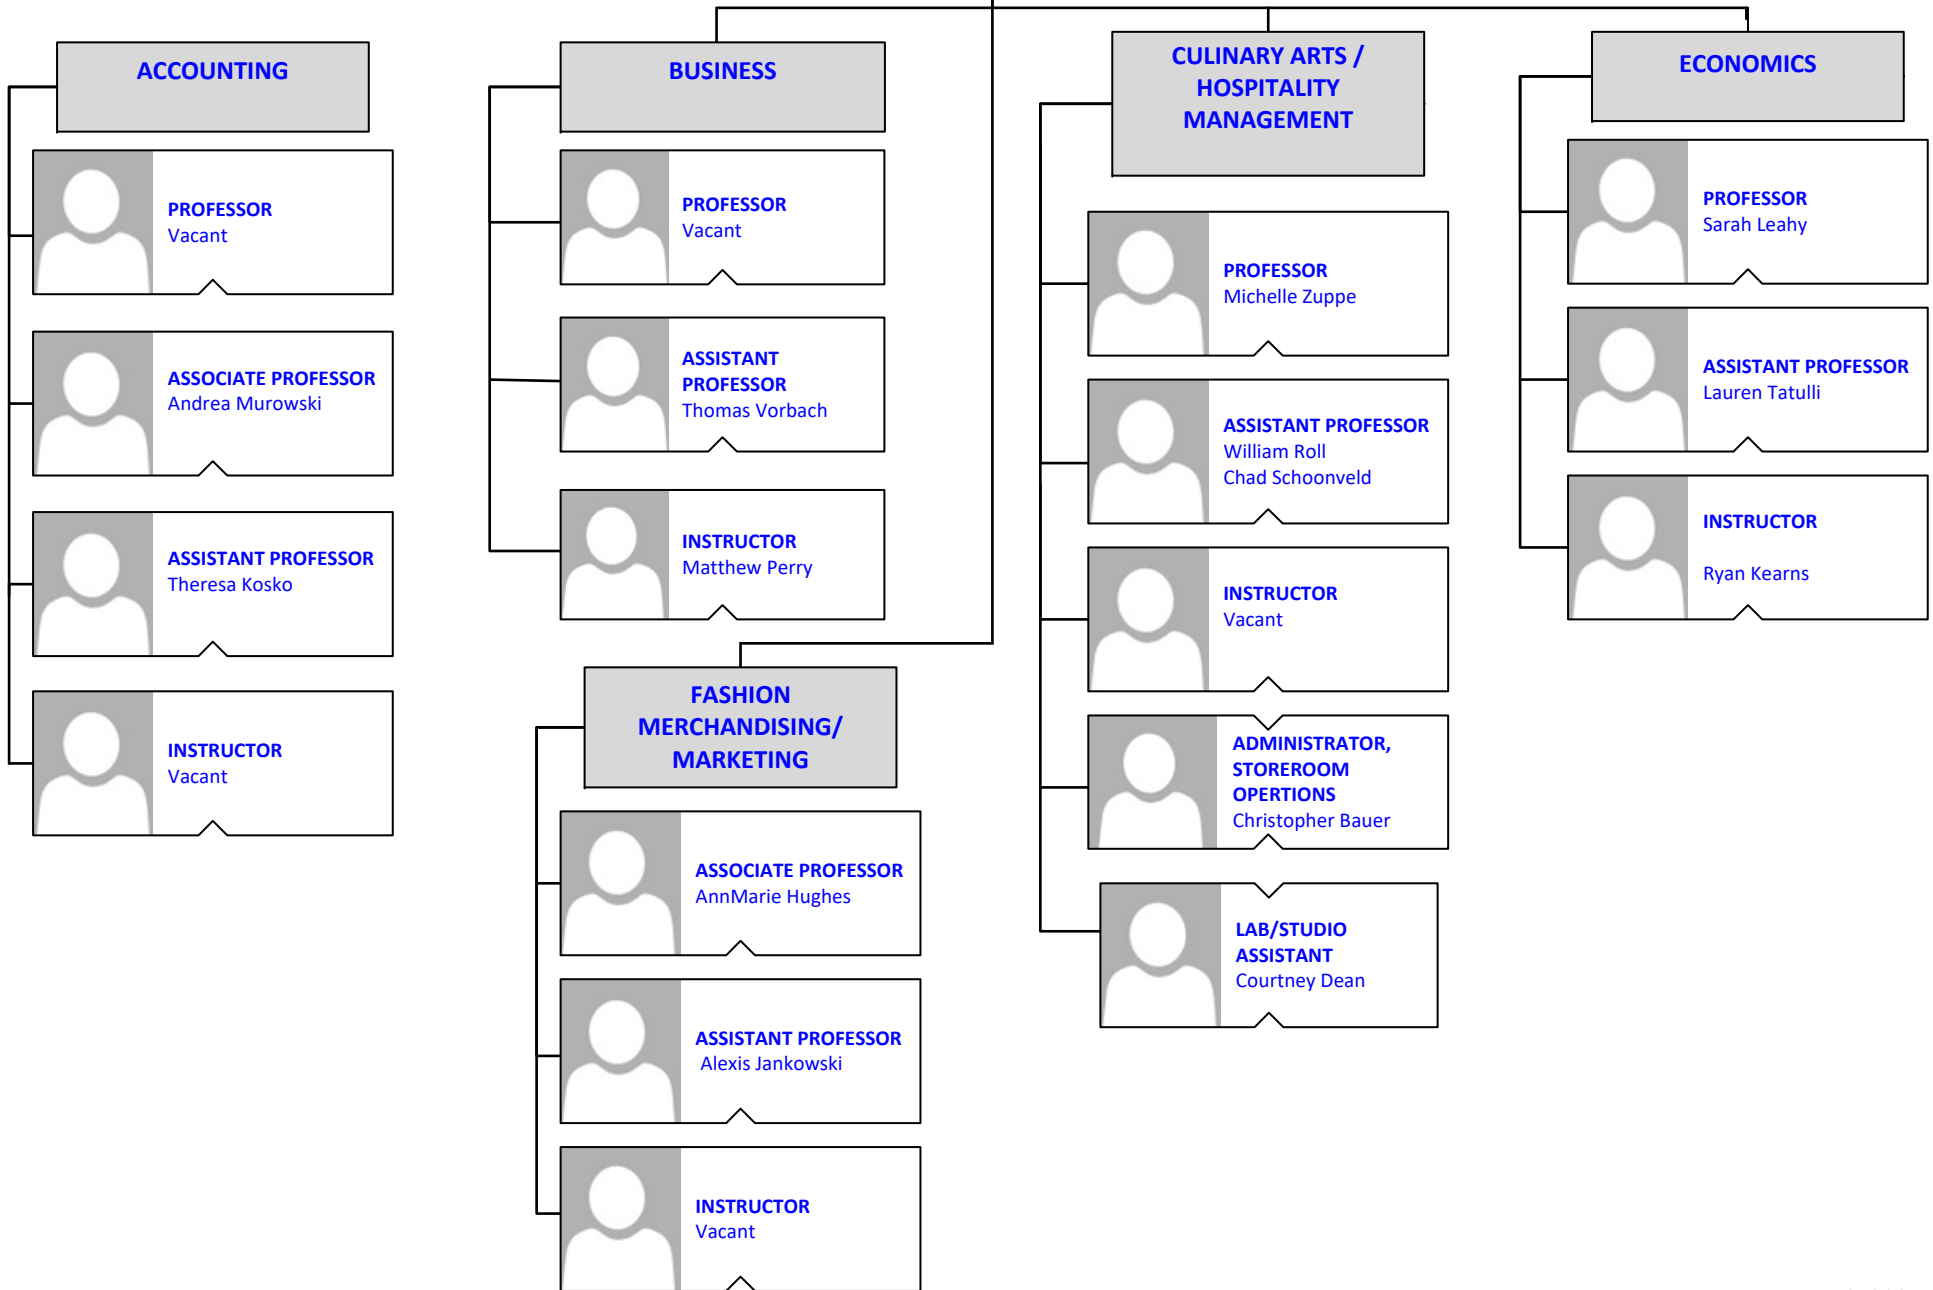 ACCOUNTING
PROFESSOR
Vacant
ASSOCIATE PROFESSOR
Andrea Murowski
ASSISTANT PROFESSOR
Theresa Kosko
INSTRUCTOR
Vacant
BUSINESS
PROFESSOR
Vacant
ASSISTANT
PROFESSOR
Thomas Vorbach
INSTRUCTOR
Matthew Perry
FASHION
MERCHANDISING/
MARKETING
ASSOCIATE PROFESSOR
AnnMarie Hughes
ASSISTANT PROFESSOR
Alexis Jankowski
INSTRUCTOR
Vacant
CULINARY ARTS /
HOSPITALITY
MANAGEMENT
PROFESSOR
Michelle Zuppe
ASSISTANT PROFESSOR
William Roll
Chad Schoonveld
INSTRUCTOR
Vacant
ADMINISTRATOR,
STOREROOM
OPERTIONS
Christopher Bauer
LAB/STUDIO
ASSISTANT
Courtney Dean
ECONOMICS
PROFESSOR
Sarah Leahy
ASSISTANT PROFESSOR
Lauren Tatulli
INSTRUCTOR
Ryan Kearns